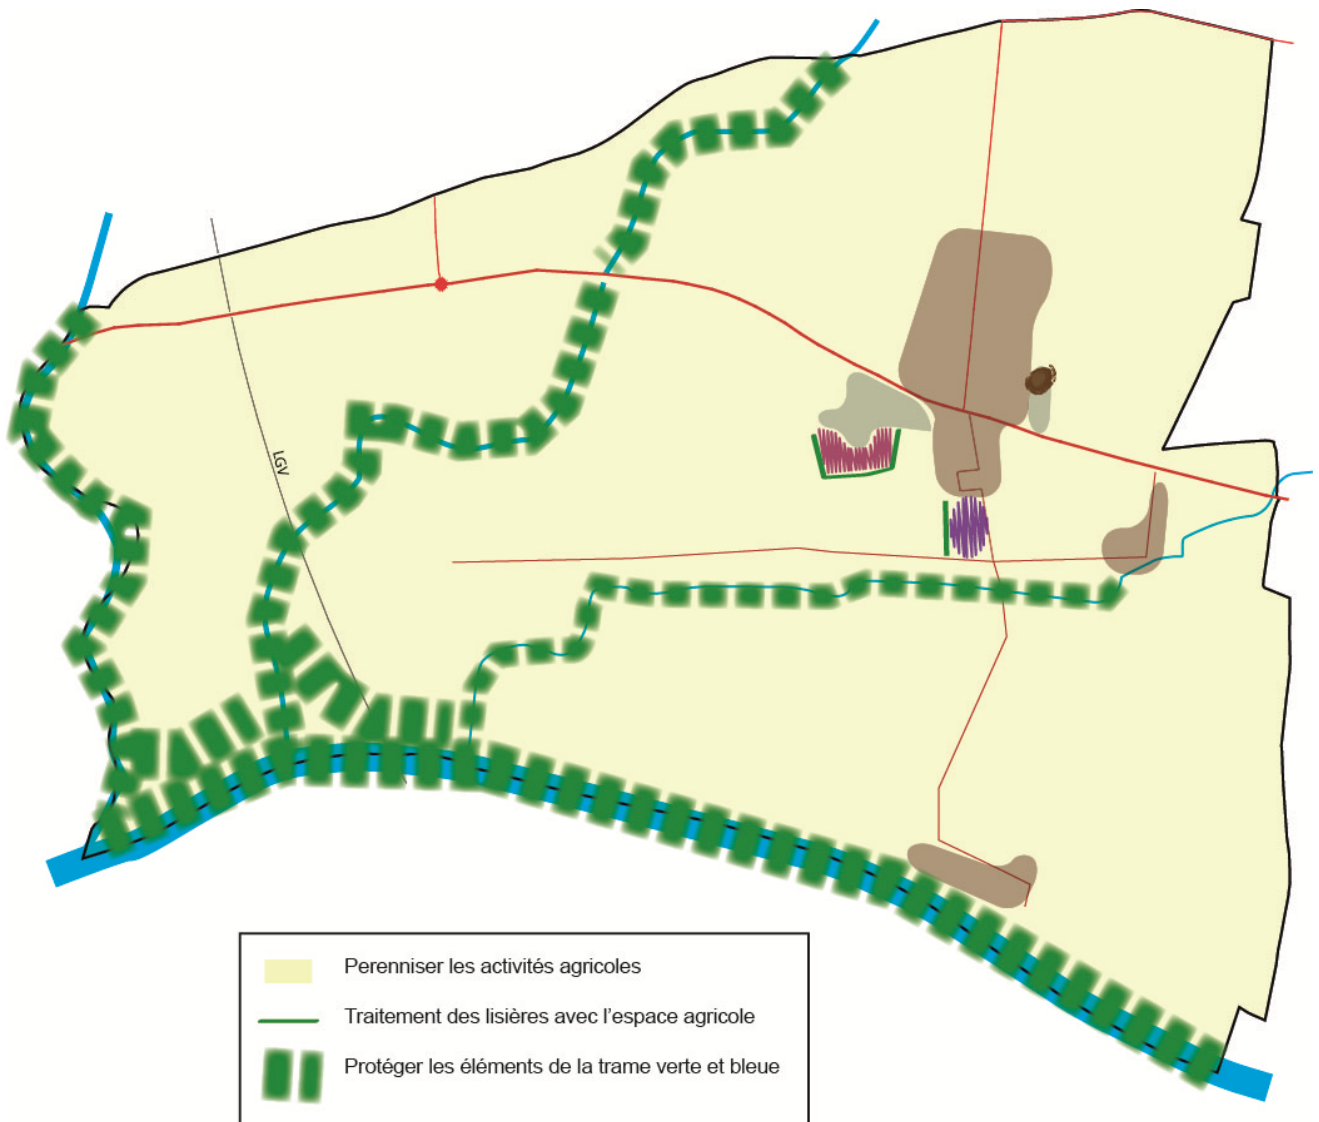 LGV
Perenniser les activités agricoles
Traitement des lisières avec l'espace agricole
Protéger les éléments de la trame verte et bleue